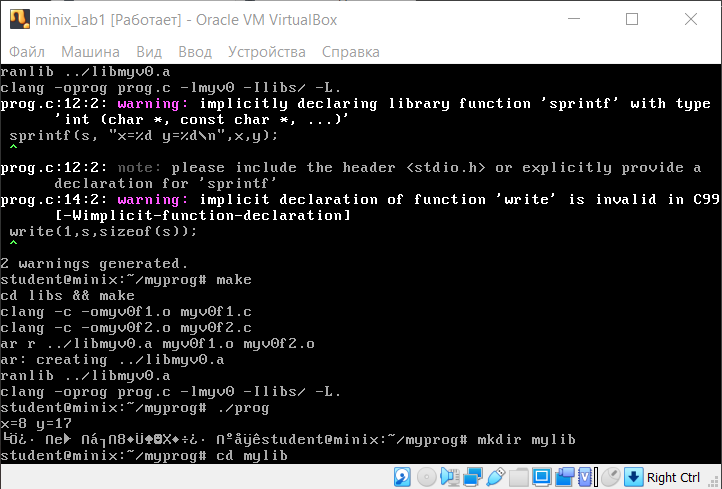 minix_lab1 [Работает] - Oracle VM VirtualBox
Файл Машина Вид Ввод Устройства Справка
ranlib ../libmyv0.a
clang -oprog prog.c -lmyv0 -Ilibs/ -L.
prog.c:12:2: warning: implicitly declaring library function 'sprintf' with type
'int (char *, const char *, ...)'
sprintf(s, "x=%d y=%d\n",x,y);
^
prog.c:12:2: note: please include the header <stdio.h> or explicitly provide a
declaration for 'sprintf'
prog.c:14:2: warning: implicit declaration of function 'write' is invalid in C99
[-Wimplicit-function-declaration]
write(1,s,sizeof(s));
^
2 warnings generated.
student@minix:~/myprog# make
cd libs && make
clang -c -omyv0f1.o myv0f1.c
clang -c -omyv0f2.o myv0f2.c
ar r ../libmyv0.a myv0f1.o myv0f2.o
ar: creating ../libmyv0.a
ranlib ../libmyv0.a
clang -oprog prog.c -lmyv0 -Ilibs/ -L.
student@minix:~/myprog# ./prog
x=8 y=17
student@minix:~/myprog# mkdir mylib
student@minix:~/myprog# cd mylib
Right Ctrl